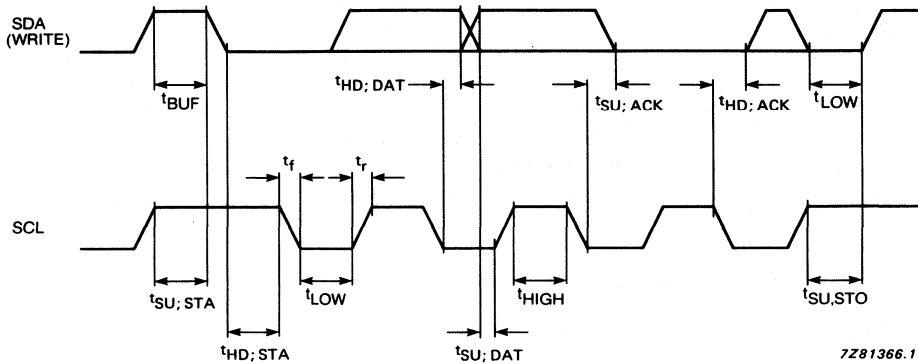 SDA
(WRITE)
tBUF
tHD; DAT
tSU; ACK
tHD; ACK
tLOW
tf
tr
SCL
tSU; STA
tLOW
tHIGH
tSU,STO
tHD; STA
tSU; DAT
7Z81366.1